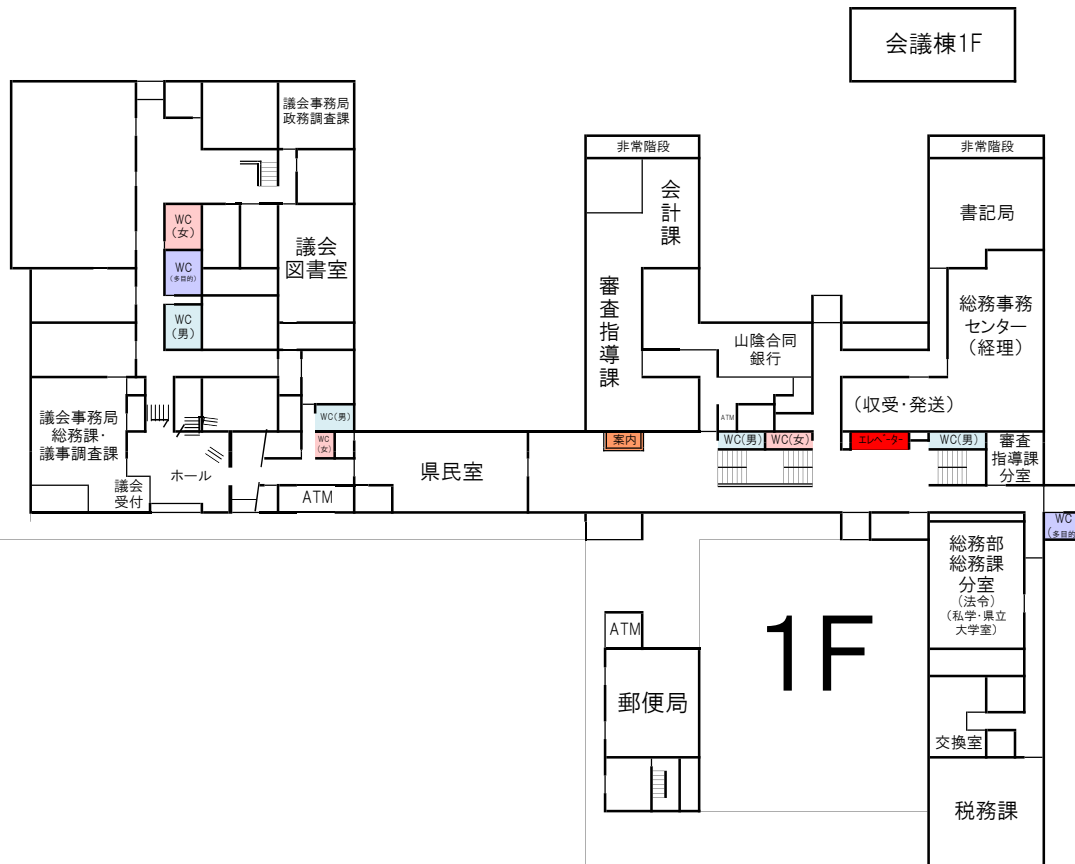 会議棟1F
議会事務局
政務調査課
非常階段
非常階段
会計課
書記局
WC
(女)
議会
図書室
WC
(多目的)
審査指導課
総務事務
センター
(経理)
WC
(男)
山陰合同
銀行
(収受・発送)
議会事務局
総務課・
議事調査課
WC(男)
ATM
WC
(女)
案内
WC(男)
WC(女)
エレベーター
WC(男)
審査
指導課
分室
ホール
県民室
議会
受付
ATM
WC
(多目的
総務部
総務課
分室
(法令)
(私学・県立
大学室)
ATM
1F
郵便局
交換室
税務課